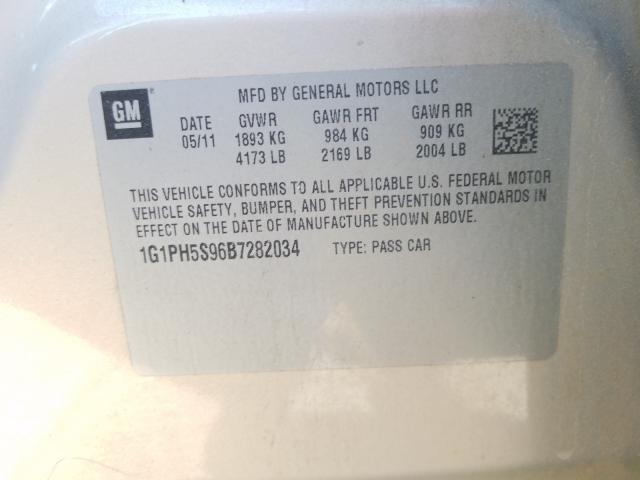 MFD BY GENERAL MOTORS LLC
GM
DATE GVWR GAWR FRT GAWR RR
05/11 1893 KG 984 KG 909 KG
4173 LB 2169 LB 2004 LB
THIS VEHICLE CONFORMS TO ALL APPLICABLE U.S. FEDERAL MOTOR
VEHICLE SAFETY, BUMPER, AND THEFT PREVENTION STANDARDS IN
EFFECT ON THE DATE OF MANUFACTURE SHOWN ABOVE.
1G1PH5S96B7282034 TYPE: PASS CAR